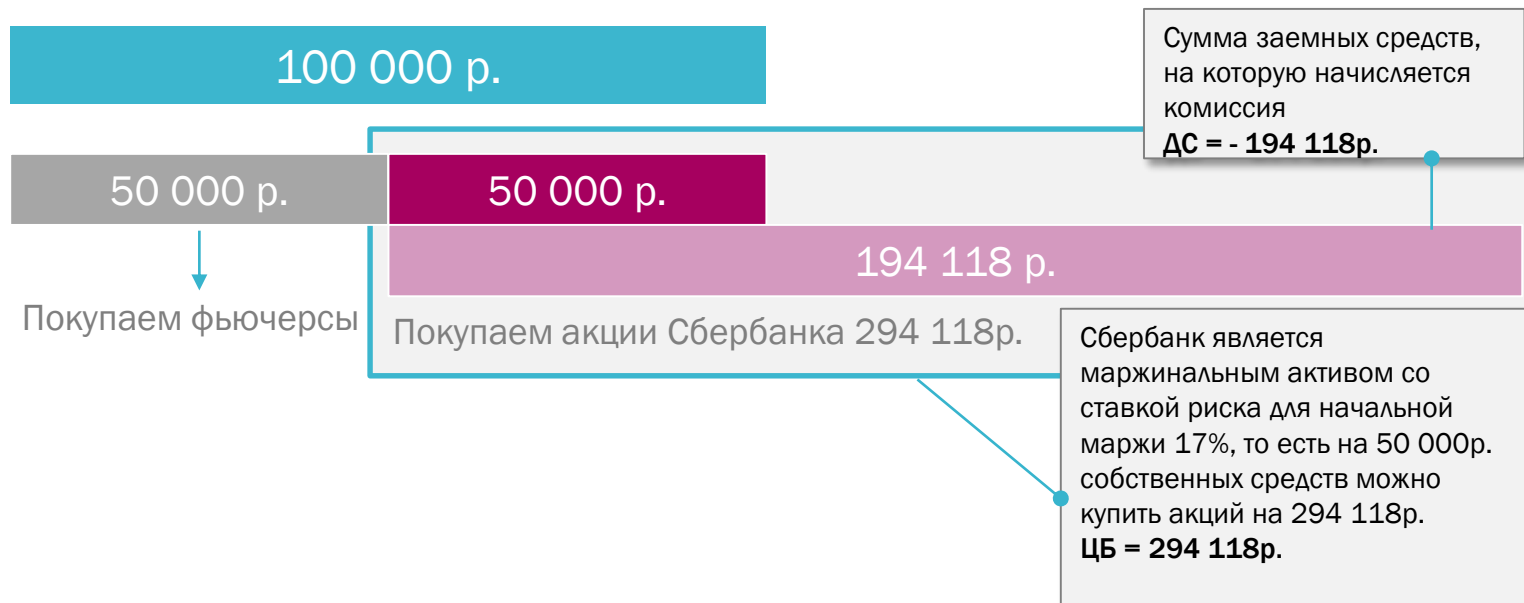 100 000 р.
Сумма заемных средств,
на которую начисляется
комиссия
ДС = - 194 118р.
50 000 р.
50 000 р.
194 118 р.
Покупаем фьючерсы
Покупаем акции Сбербанка 294 118р.
Сбербанк является
маржинальным активом со
ставкой риска для начальной
маржи 17%, то есть на 50 000р.
собственных средств можно
купить акций на 294 118р.
ЦБ = 294 118р.